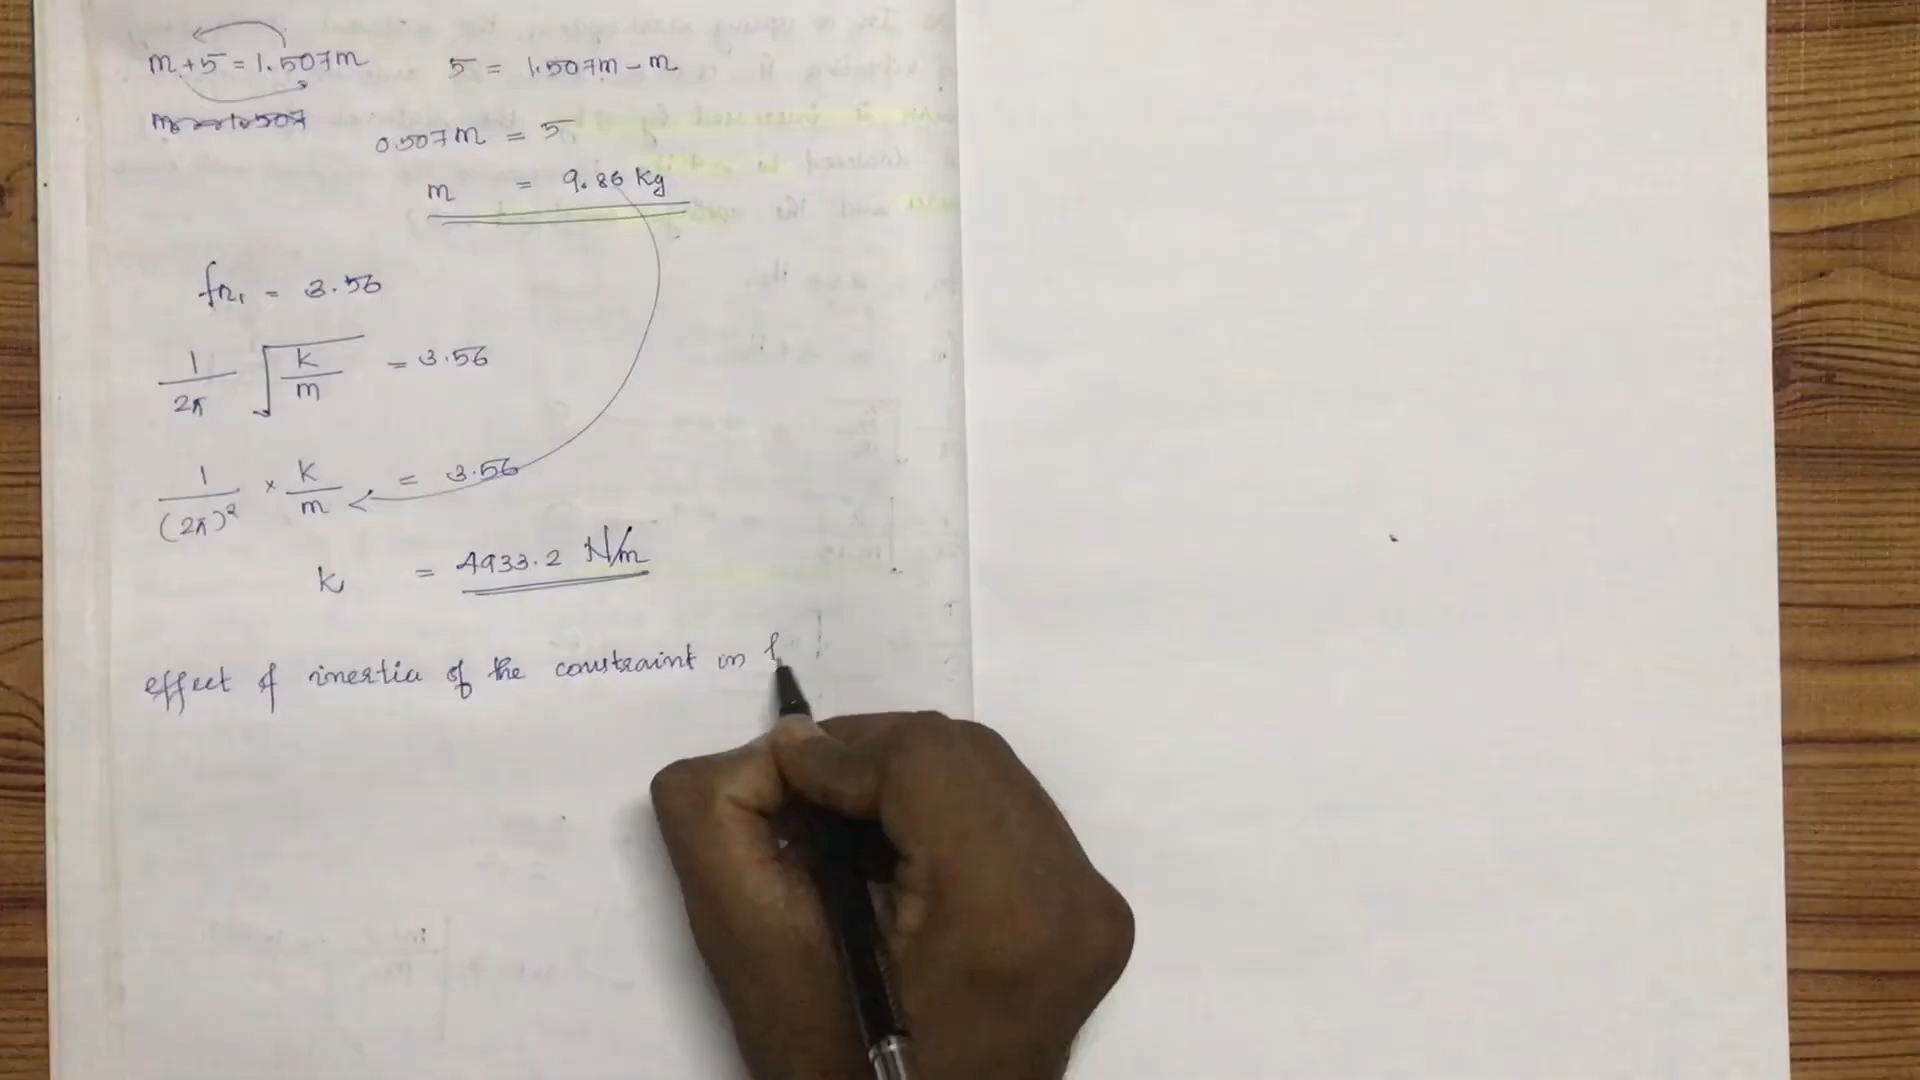 m + 5 = 1.507m    5 = 1.507m - m
0.507m = 5
m = 9.86 Kg
fn₁ = 3.56
1/2π √k/m = 3.56
1/(2π)² × k/m = 3.56
k = 4933.2 N/m
effect of inertia of the constraint in